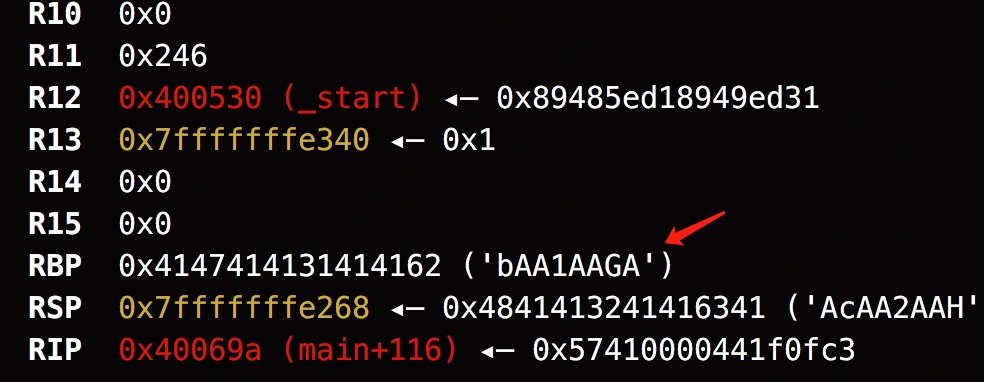 R10 0x0
R11 0x246
R12 0x400530 (_start) ◂— 0x89485ed18949ed31
R13 0x7fffffffe340 ◂— 0x1
R14 0x0
R15 0x0
RBP 0x4147414131414162 ('bAA1AAGA')
RSP 0x7fffffffe268 ◂— 0x4841413241416341 ('AcAA2AAH'
RIP 0x40069a (main+116) ◂— 0x57410000441f0fc3